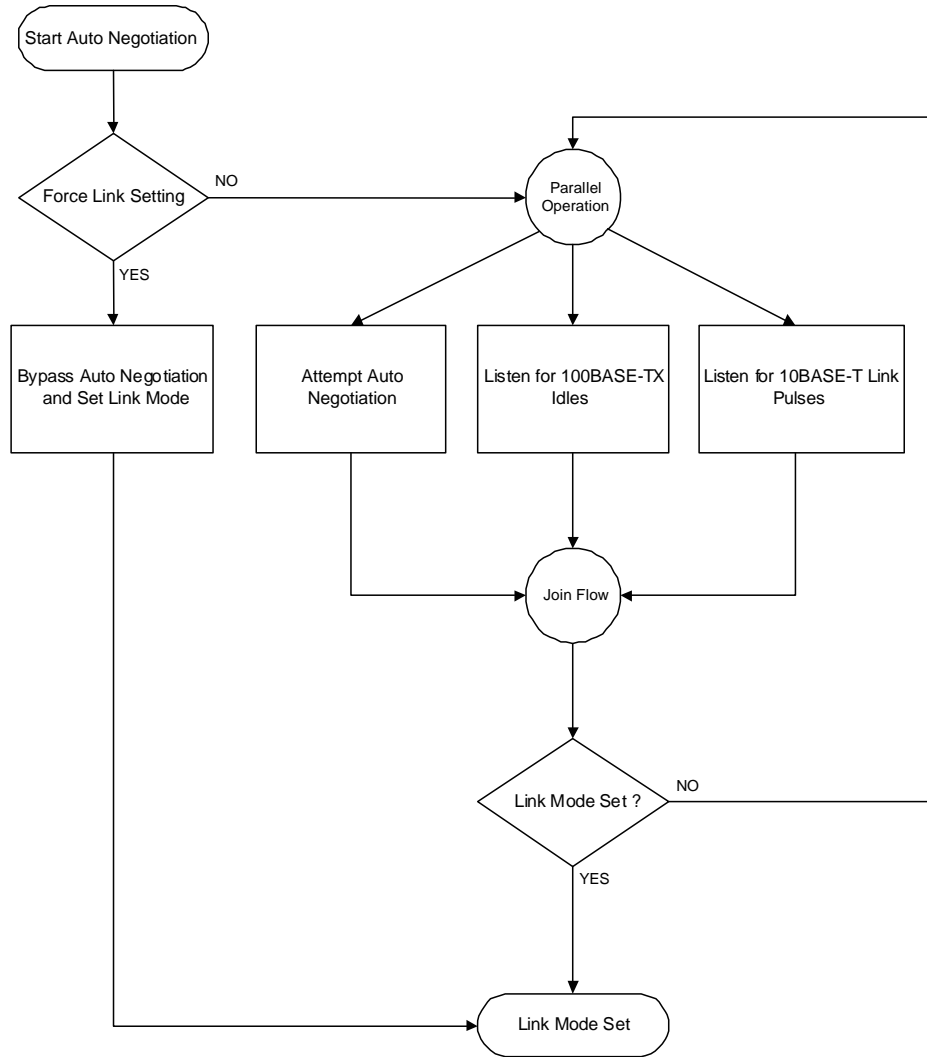 Start Auto Negotiation
Force Link Setting
NO
YES
Parallel
Operation
Bypass Auto Negotiation
and Set Link Mode
Attempt Auto
Negotiation
Listen for 100BASE-TX
Idles
Listen for 10BASE-T Link
Pulses
Join Flow
Link Mode Set ?
NO
YES
Link Mode Set